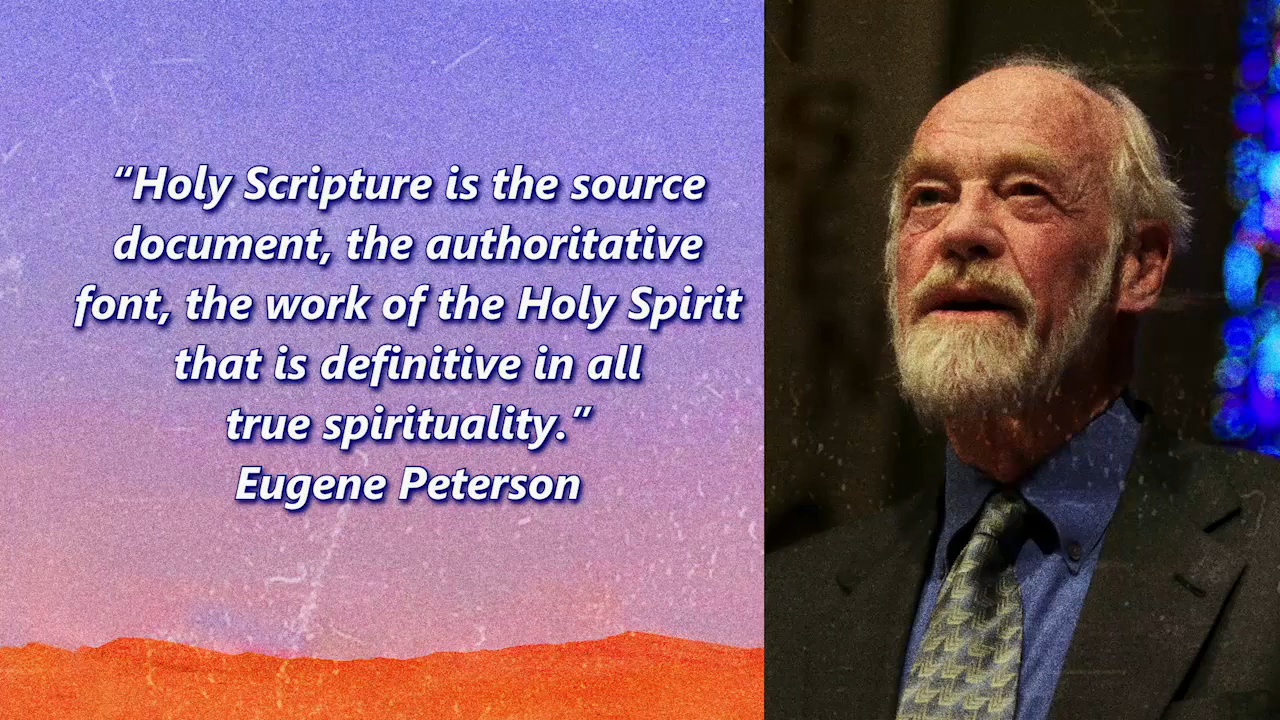 “Holy Scripture is the source
document, the authoritative
font, the work of the Holy Spirit
that is definitive in all
true spirituality.”
Eugene Peterson